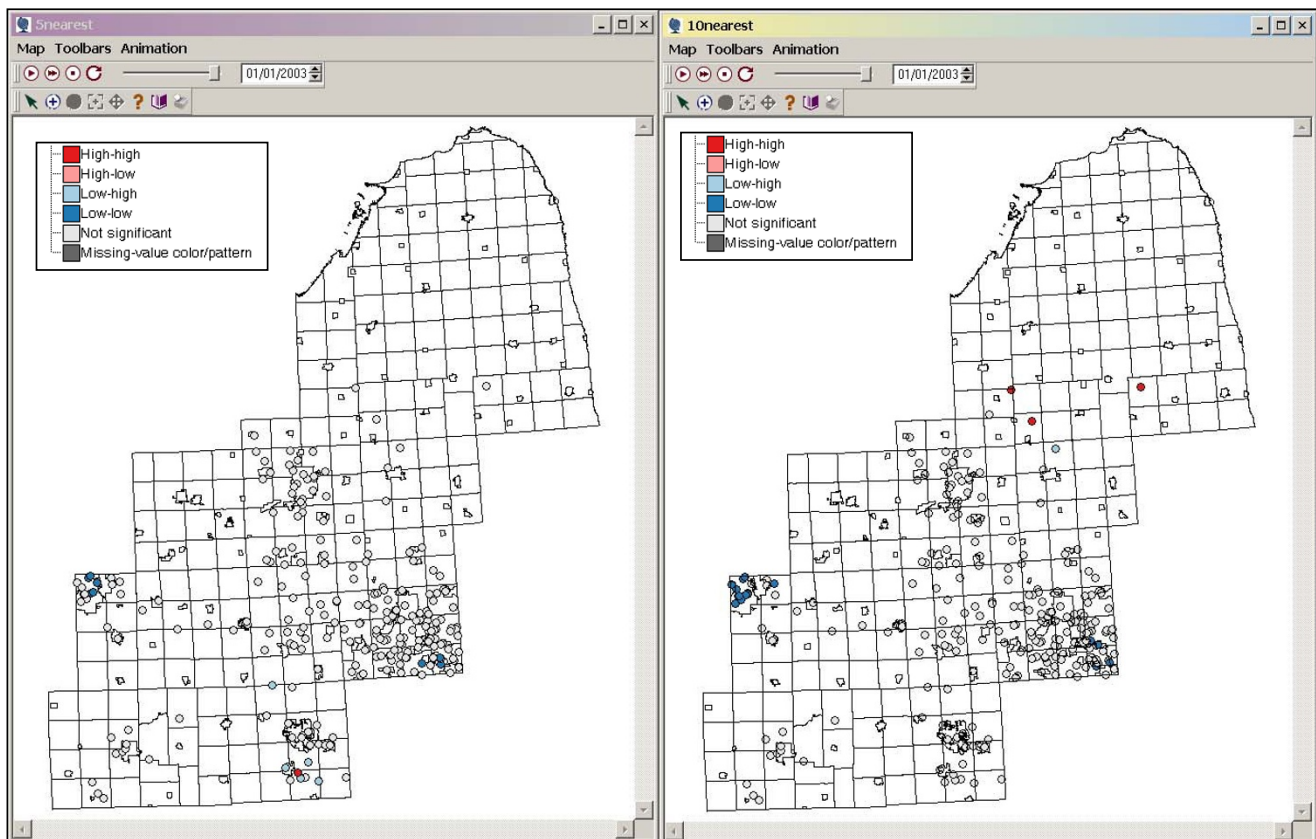 5nearest
Map Toolbars Animation
01/01/2003
High-high
High-low
Low-high
Low-low
Not significant
Missing-value color/pattern
10nearest
Map Toolbars Animation
01/01/2003
High-high
High-low
Low-high
Low-low
Not significant
Missing-value color/pattern